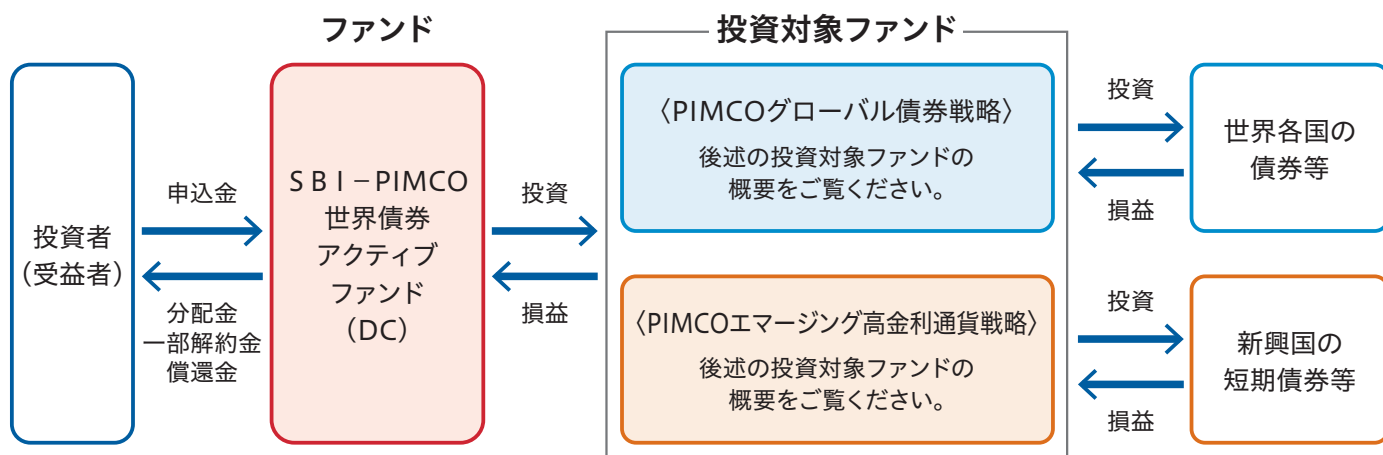 ファンド
投資対象ファンド
投資者
（受益者）
申込金
分配金
一部解約金
償還金
ＳＢＩ－PIMCO
世界債券
アクティブ
ファンド
（DC）
投資
損益
〈PIMCOグローバル債券戦略〉
後述の投資対象ファンドの
概要をご覧ください。
〈PIMCOエマージング高金利通貨戦略〉
後述の投資対象ファンドの
概要をご覧ください。
投資
損益
世界各国の
債券等
投資
損益
新興国の
短期債券等